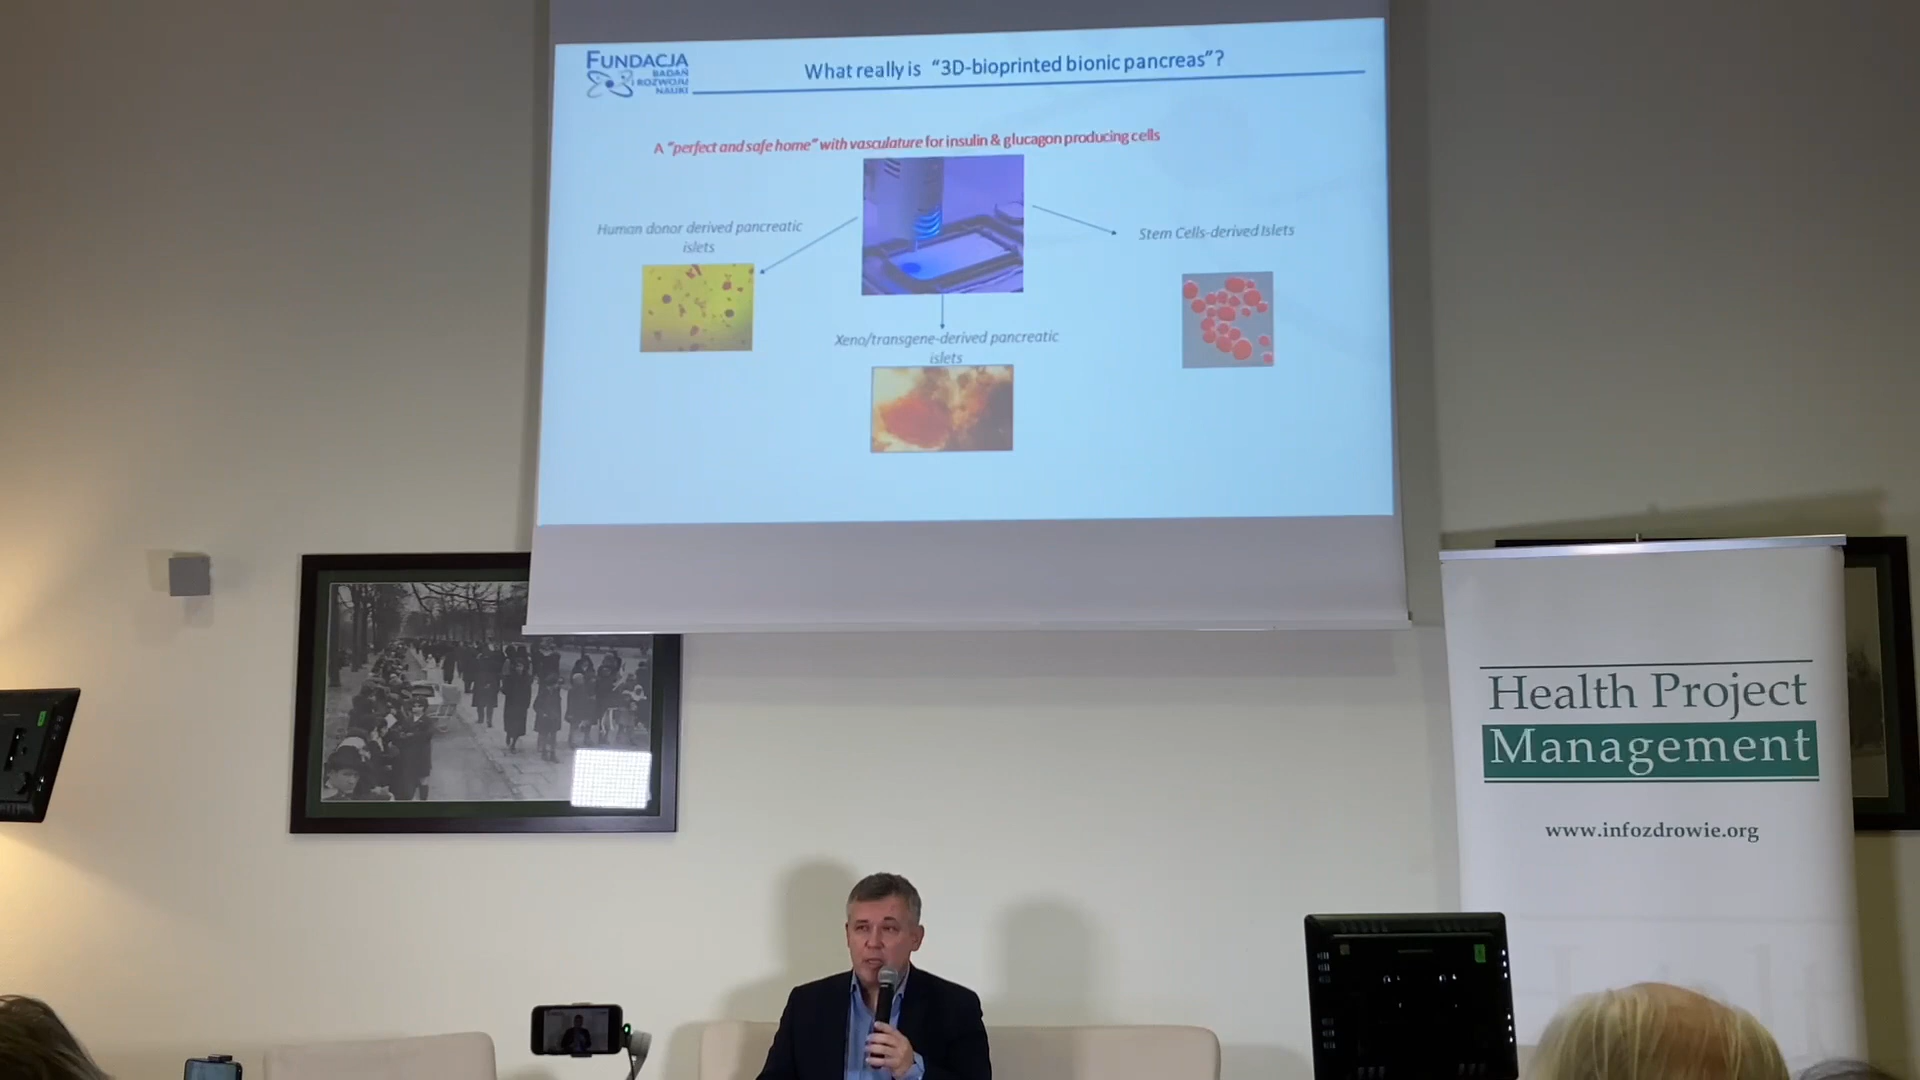 FUNDACJA
BADAŃ
ROZWOJU
NAUKI
What really is “3D-bioprinted bionic pancreas”?
A “perfect and safe home” with vasculature for insulin & glucagon producing cells
Human donor derived pancreatic
islets
Stem Cells-derived Islets
Xeno/transgene-derived pancreatic
islets
Health Project
Management
www.infozdrowie.org